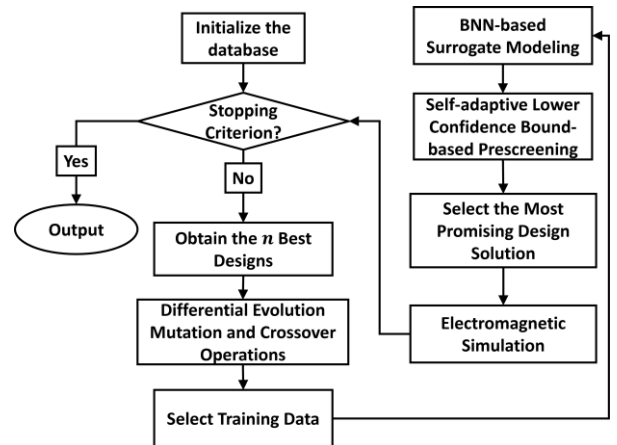 Initialize the
database
Stopping
Criterion?
Yes
No
Output
Obtain the n Best
Designs
Differential Evolution
Mutation and Crossover
Operations
Select Training Data
BNN-based
Surrogate Modeling
Self-adaptive Lower
Confidence Bound-
based Prescreening
Select the Most
Promising Design
Solution
Electromagnetic
Simulation